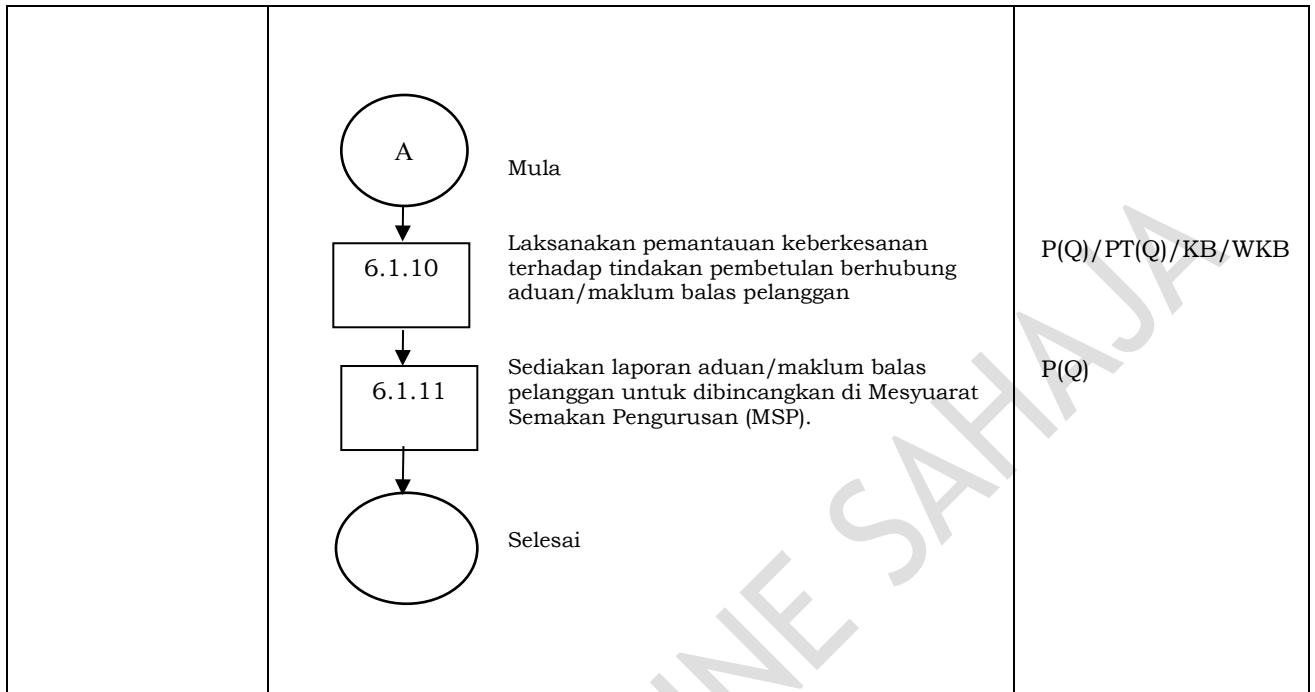 A
Mula
6.1.10
Laksanakan pemantauan keberkesanan
terhadap tindakan pembetulan berhubung
aduan/maklum balas pelanggan
P(Q)/PT(Q)/KB/WKB
6.1.11
Sediakan laporan aduan/maklum balas
pelanggan untuk dibincangkan di Mesyuarat
Semakan Pengurusan (MSP).
P(Q)
Selesai
INE SAHAJA